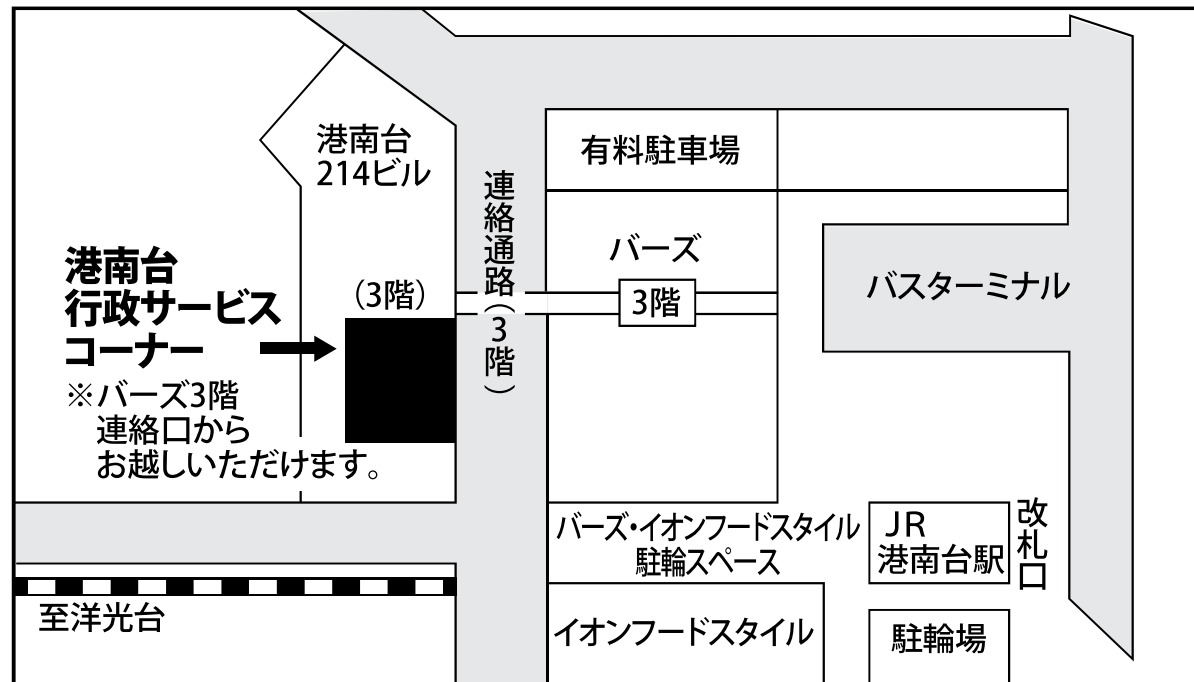 港南台
214ビル
有料駐車場
連絡通路（3階）
バーズ
3階
バスターミナル
港南台
行政サービス
コーナー
（3階）
※バーズ3階
連絡口から
お越しいただけます。
バーズ・イオンフードスタイル
駐輪スペース
JR
港南台駅
改札口
至洋光台
イオンフードスタイル
駐輪場